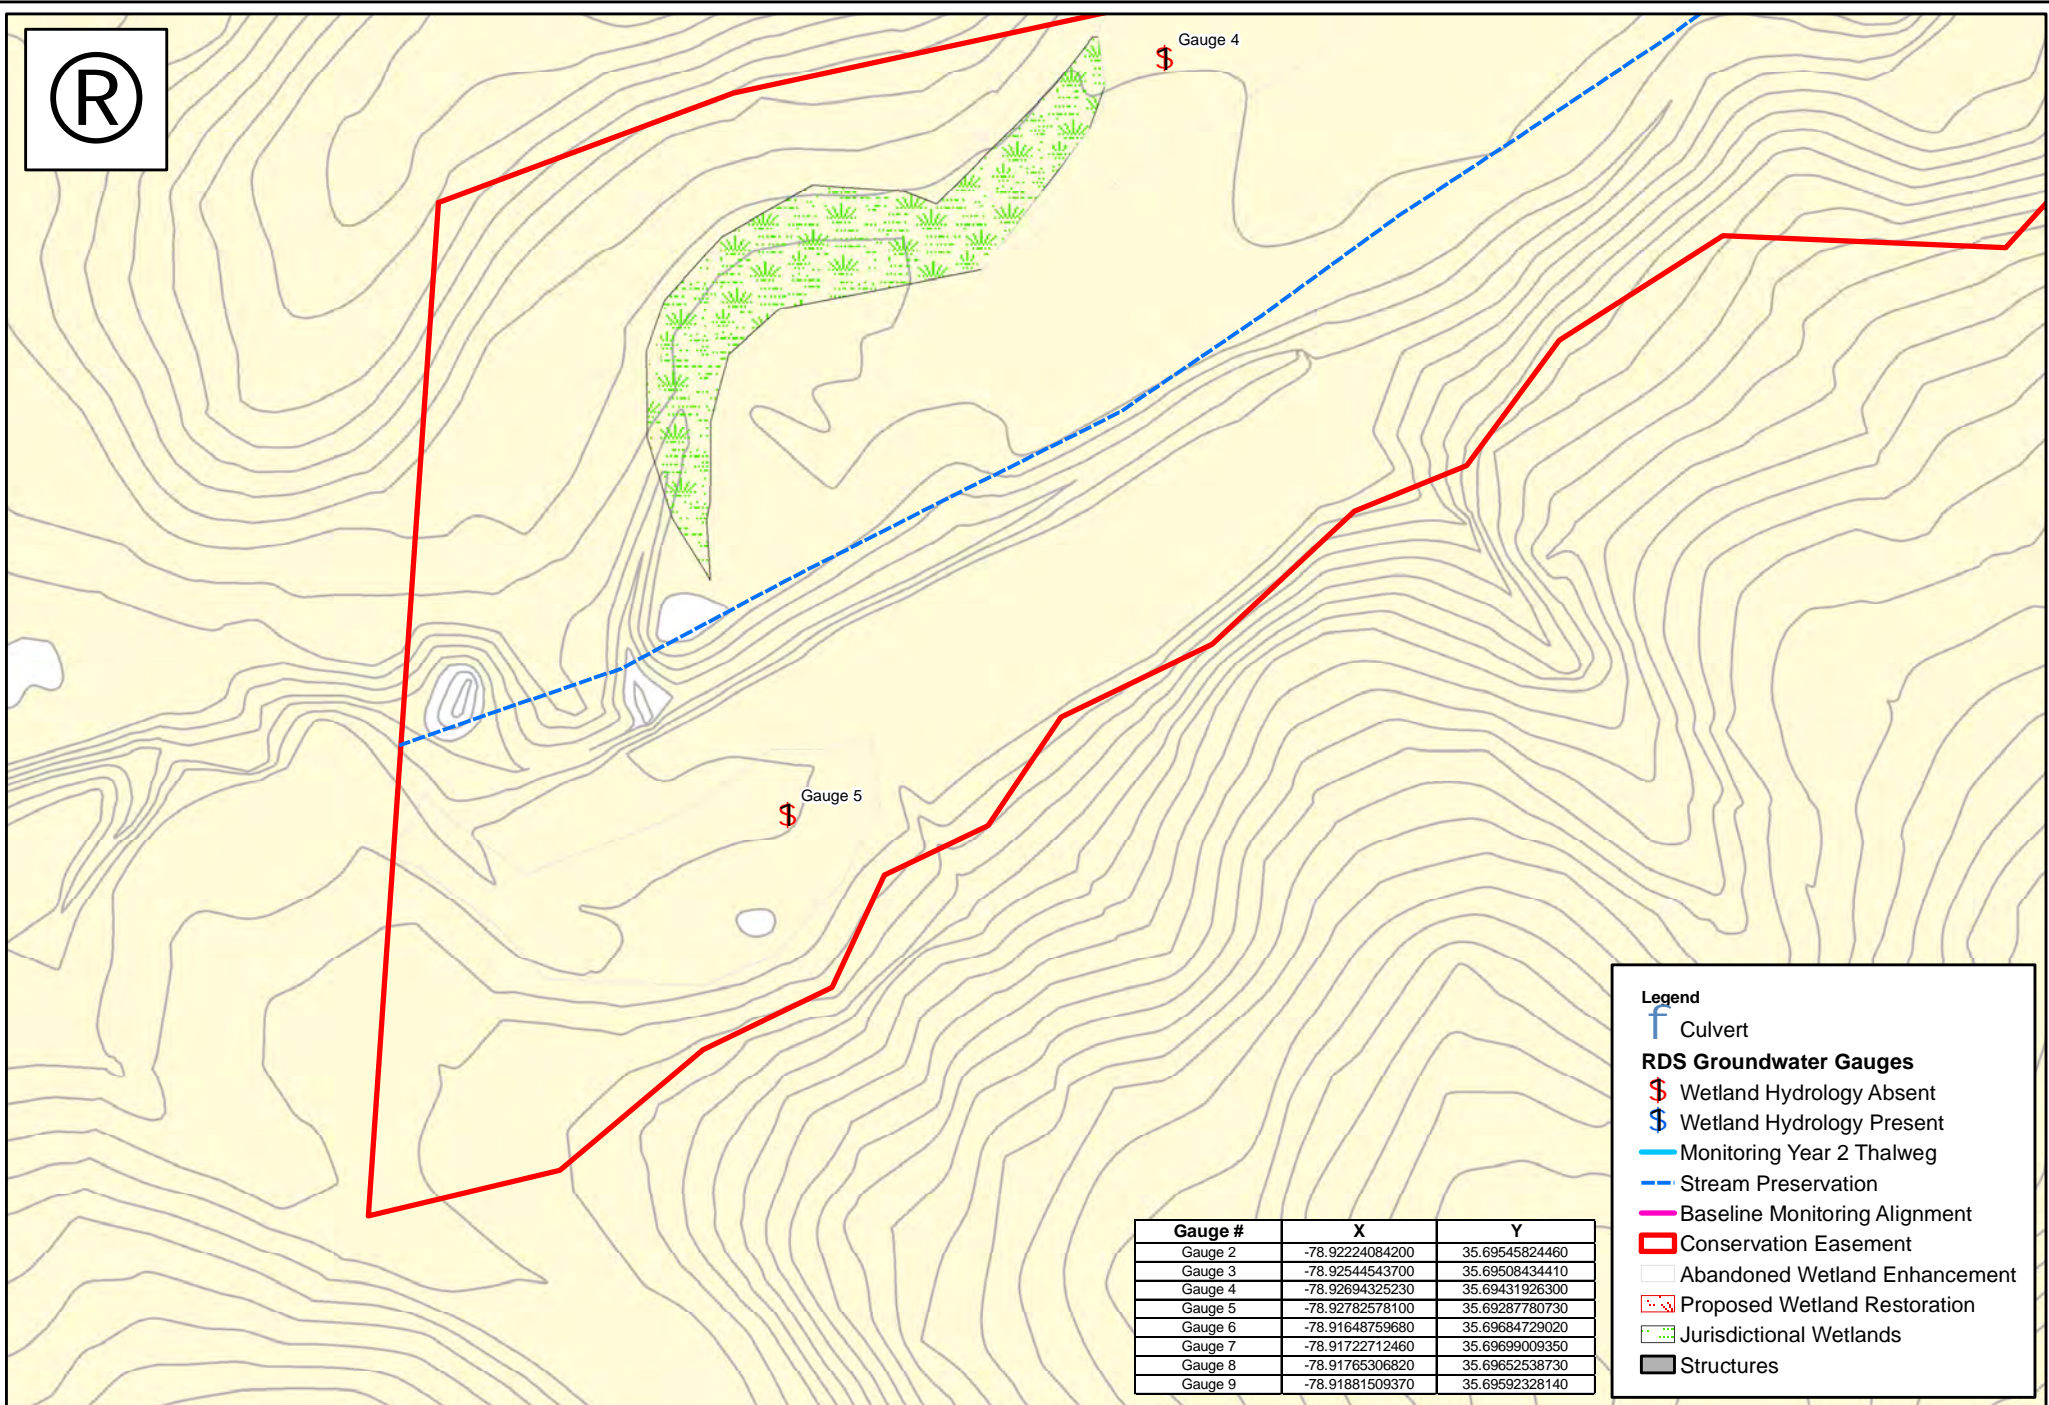 ®
Gauge 4
Gauge 5
Legend
f Culvert
RDS Groundwater Gauges
$ Wetland Hydrology Absent
$ Wetland Hydrology Present
Monitoring Year 2 Thalweg
Stream Preservation
Baseline Monitoring Alignment
Conservation Easement
Abandoned Wetland Enhancement
Proposed Wetland Restoration
Jurisdictional Wetlands
Structures
Gauge # X Y
Gauge 2 -78.92224084200 35.69545824460
Gauge 3 -78.92544543700 35.69508434410
Gauge 4 -78.92694325230 35.69431926300
Gauge 5 -78.92782578100 35.69287780730
Gauge 6 -78.91648759680 35.69684729020
Gauge 7 -78.91722712460 35.69699009350
Gauge 8 -78.91765306820 35.69652538730
Gauge 9 -78.91881509370 35.69592328140